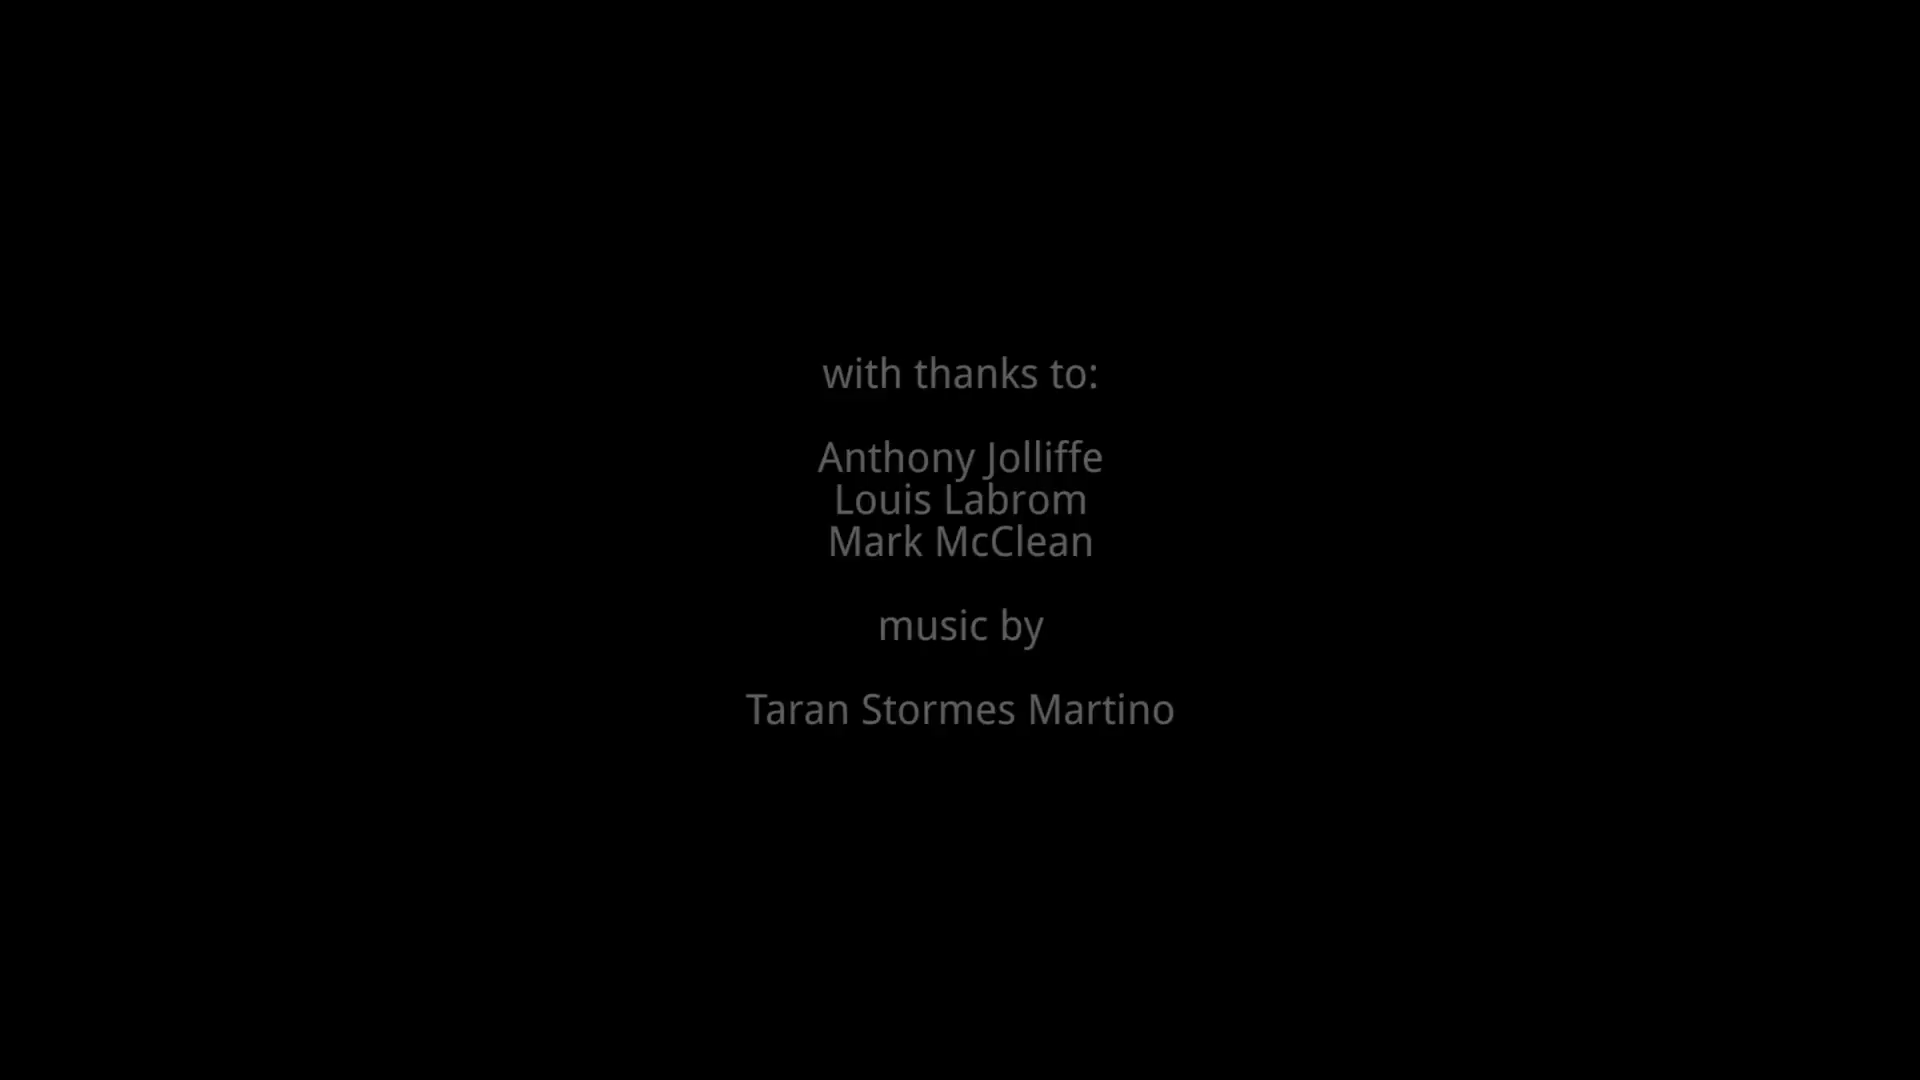 with thanks to:
Anthony Jolliffe
Louis Labrom
Mark McClean
music by
Taran Stormes Martino